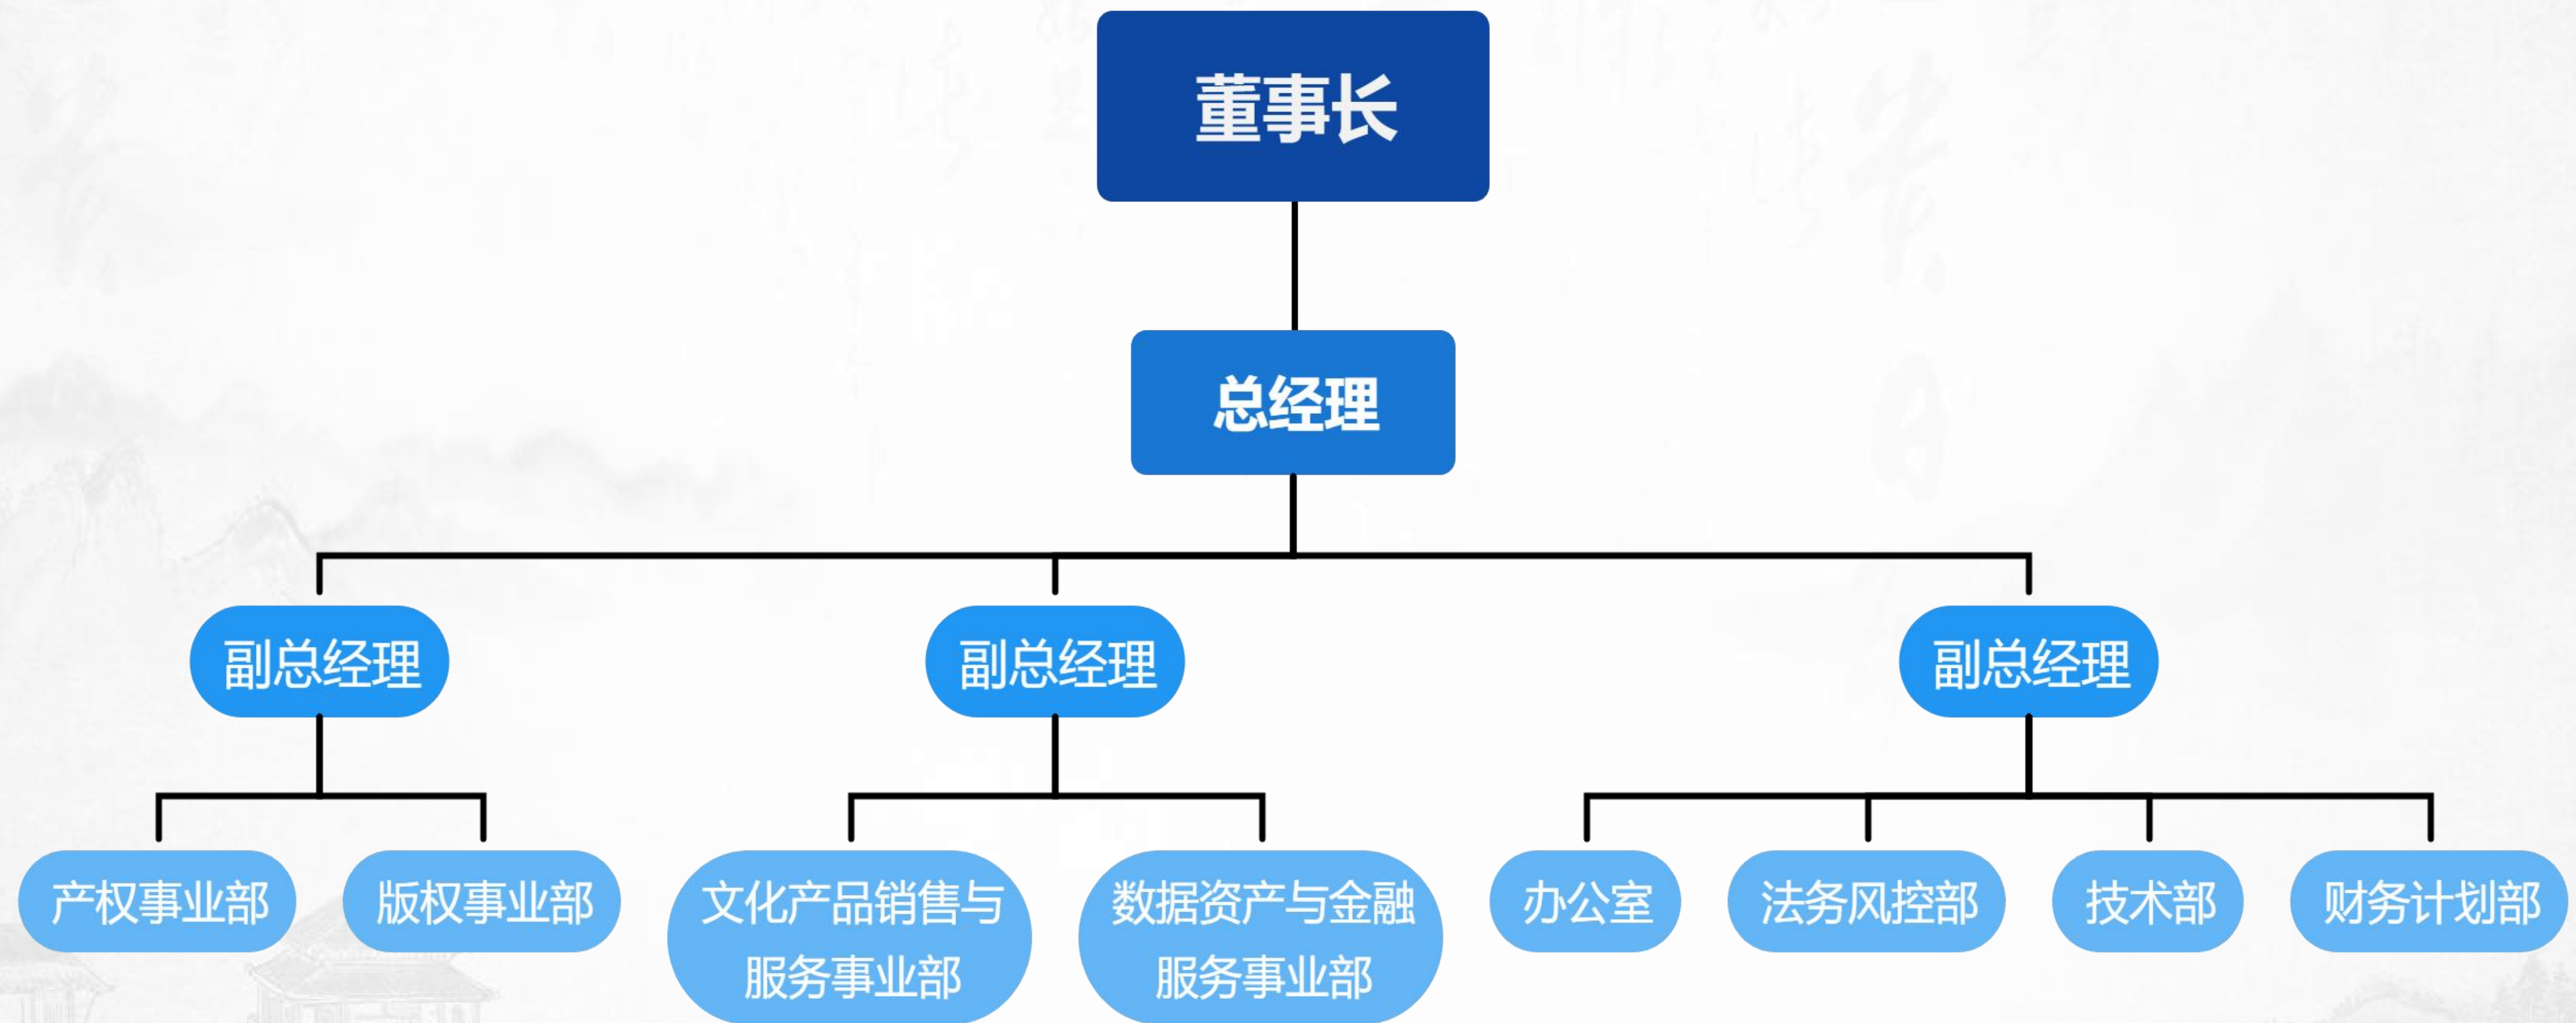 董事长
总经理
副总经理
副总经理
副总经理
产权事业部
版权事业部
文化产品销售与
服务事业部
数据资产与金融
服务事业部
办公室
法务风控部
技术部
财务计划部